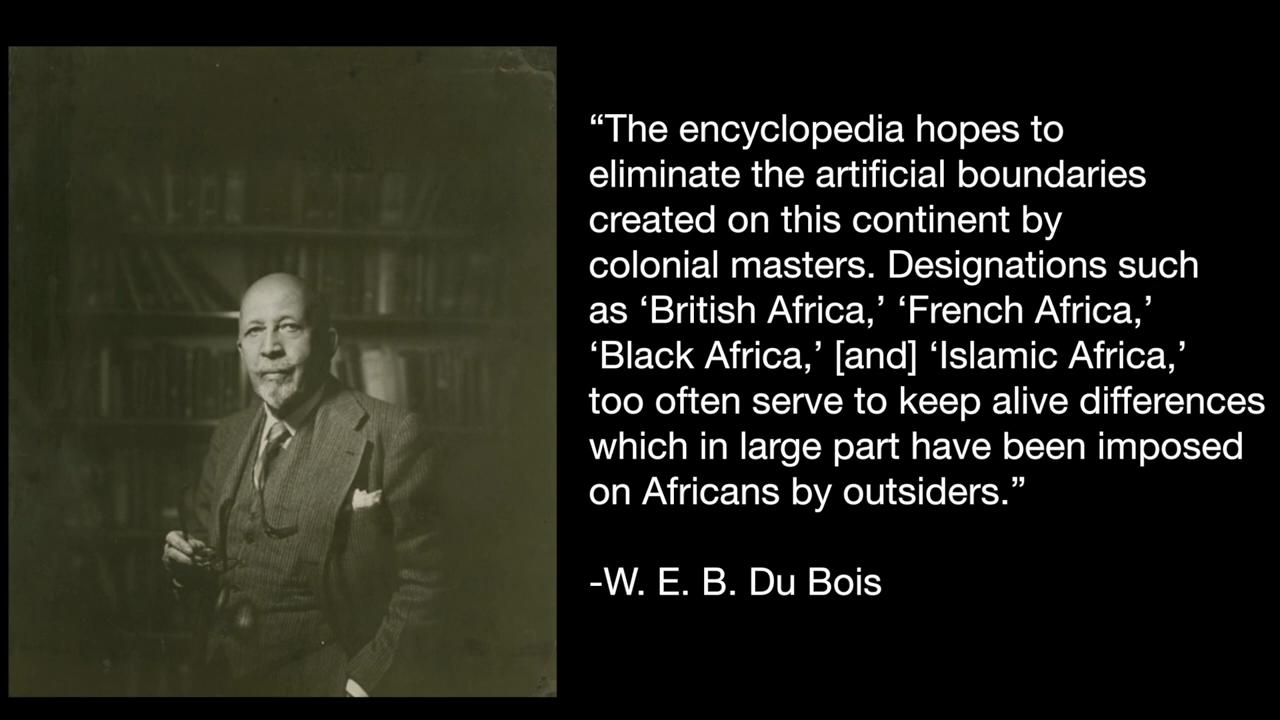 “The encyclopedia hopes to
eliminate the artificial boundaries
created on this continent by
colonial masters. Designations such
as ‘British Africa,’ ‘French Africa,’
‘Black Africa,’ [and] ‘Islamic Africa,’
too often serve to keep alive differences
which in large part have been imposed
on Africans by outsiders.”
-W. E. B. Du Bois